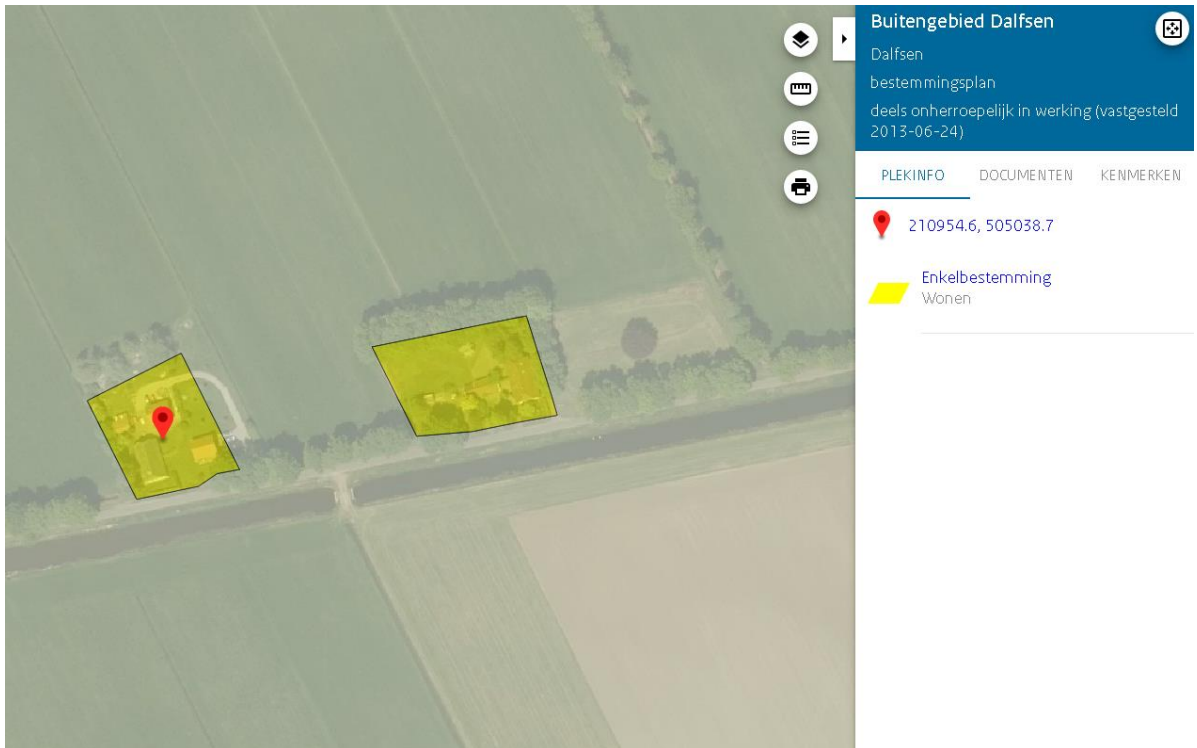 Buitengebied Dalfsen
Dalfsen
bestemmingsplan
deels onherroepelijk in werking (vastgesteld
2013-06-24)
PLEKINFO DOCUMENTEN KENMERKEN
210954.6, 505038.7
Enkelbestemming
Wonen